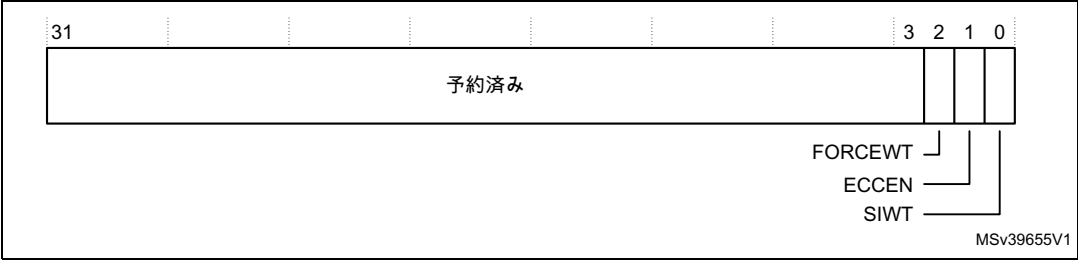 31 3 2 1 0
予約済み
FORCEWT
ECCEN
SIWT
MSv39655V1